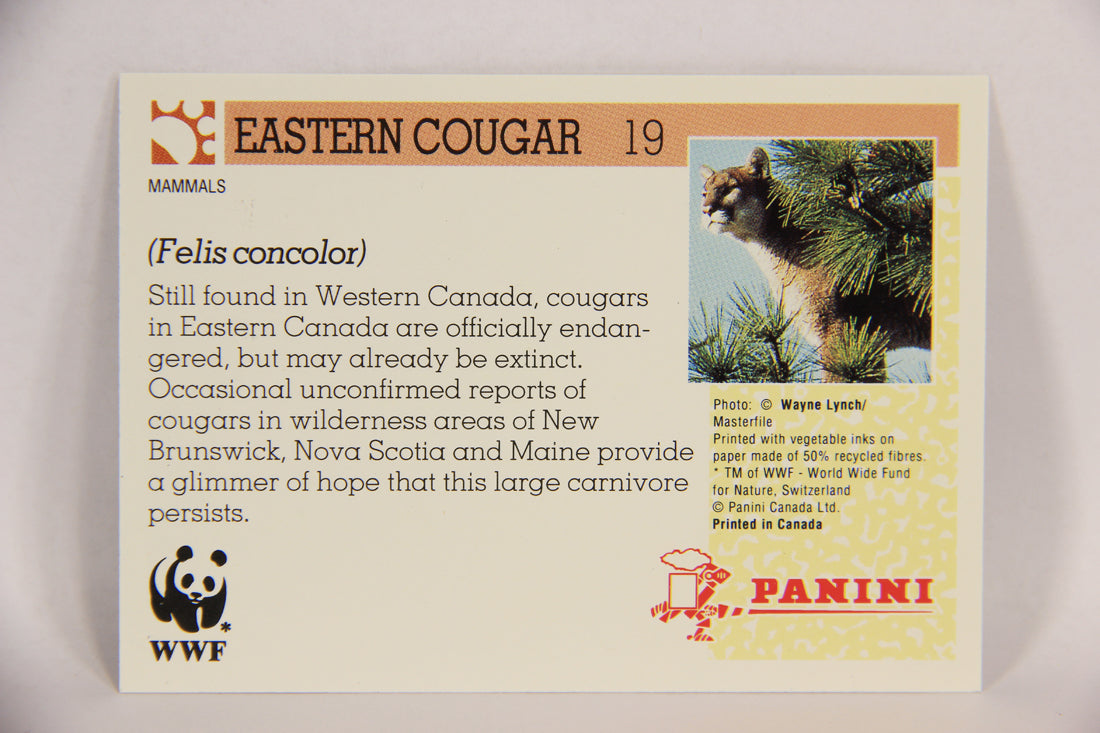 EASTERN COUGAR 19
MAMMALS
(Felis concolor)
Still found in Western Canada, cougars
in Eastern Canada are officially endan-
gered, but may already be extinct.
Occasional unconfirmed reports of
cougars in wilderness areas of New
Brunswick, Nova Scotia and Maine provide
a glimmer of hope that this large carnivore
persists.
Photo: © Wayne Lynch/
Masterfile
Printed with vegetable inks on
paper made of 50% recycled fibres.
* TM of WWF - World Wide Fund
for Nature, Switzerland
© Panini Canada Ltd.
Printed in Canada
*
WWF
PANINI